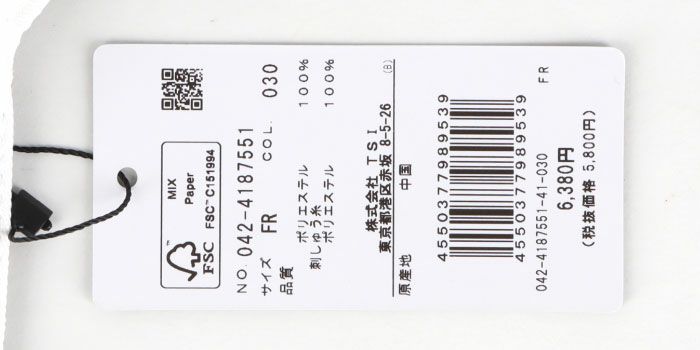 MIX
Paper
FSC™ C151994
FSC
NO. 042-4187551
サイズ FR COL. 030
品質 ポリエステル 100%
刺しゅう糸
ポリエステル 100%
株式会社 TSI
東京都港区赤坂 8-5-26 (B)
原産地 中国
4550377989539
4550377989539
042-4187551-41-030
6,380円
FR
(税抜価格 5,800円)